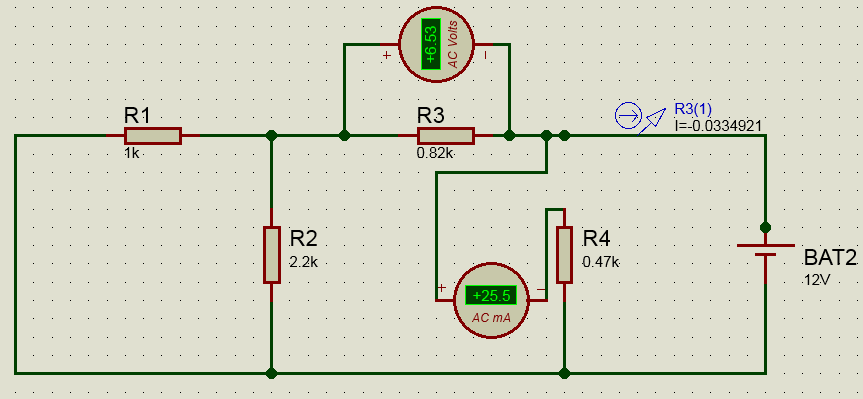 +6.53
AC Volts
+
−
R1
1k
R3
0.82k
R3(1)
I=-0.0334921
R2
2.2k
R4
0.47k
+
−
+25.5
AC mA
BAT2
12V